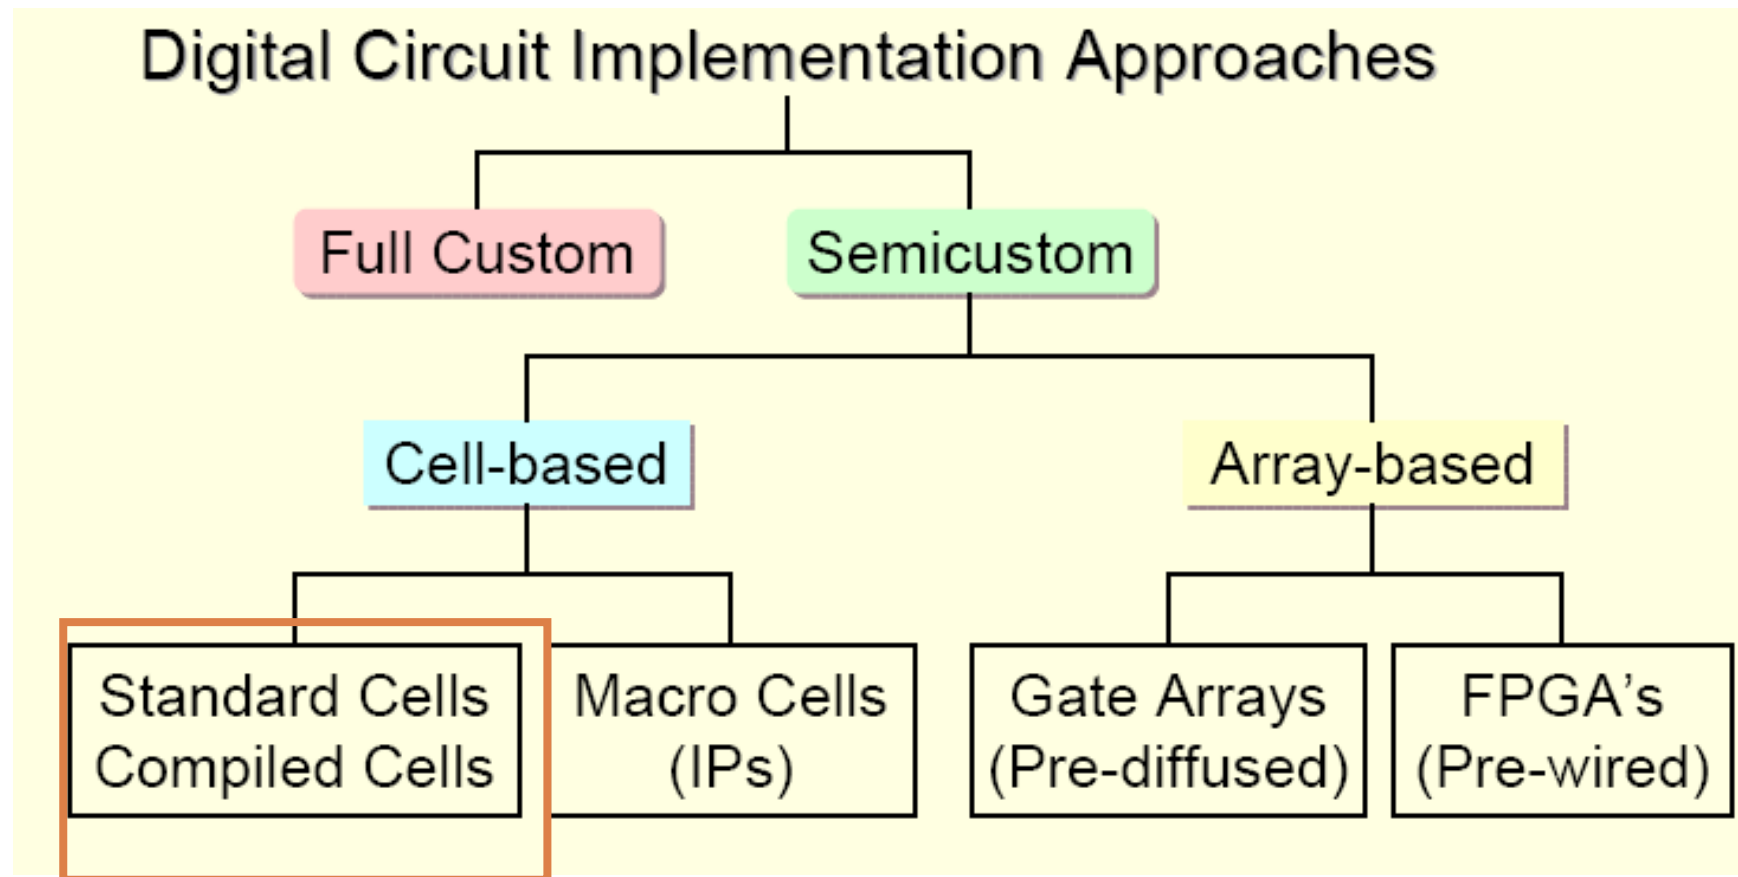 Digital Circuit Implementation Approaches
Full Custom
Semicustom
Cell-based
Array-based
Standard Cells
Compiled Cells
Macro Cells
(IPs)
Gate Arrays
(Pre-diffused)
FPGA’s
(Pre-wired)